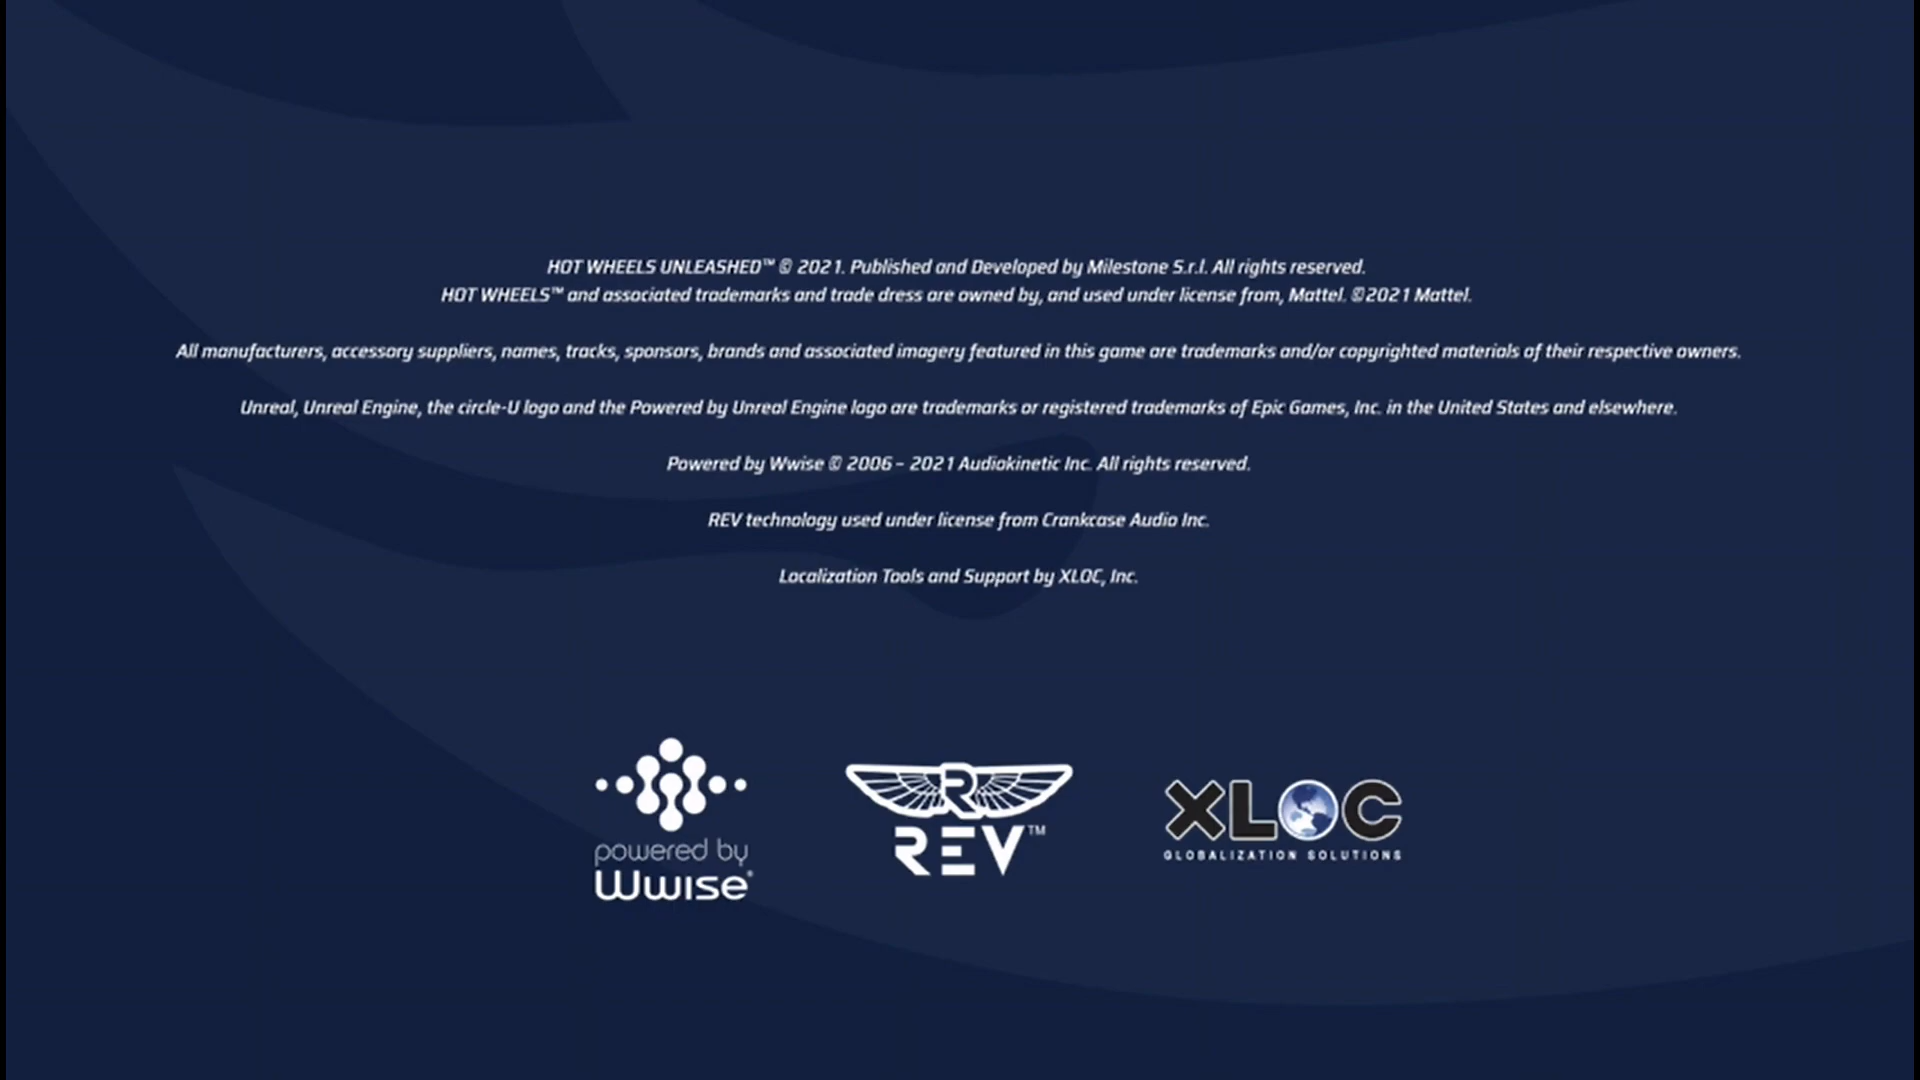 HOT WHEELS UNLEASHED™ © 2021. Published and Developed by Milestone S.r.l. All rights reserved.
HOT WHEELS™ and associated trademarks and trade dress are owned by, and used under license from, Mattel. ©2021 Mattel.
All manufacturers, accessory suppliers, names, tracks, sponsors, brands and associated imagery featured in this game are trademarks and/or copyrighted materials of their respective owners.
Unreal, Unreal Engine, the circle-U logo and the Powered by Unreal Engine logo are trademarks or registered trademarks of Epic Games, Inc. in the United States and elsewhere.
Powered by Wwise © 2006 – 2021 Audiokinetic Inc. All rights reserved.
REV technology used under license from Crankcase Audio Inc.
Localization Tools and Support by XLOC, Inc.
powered by
Wwise®
R
REV™
XLOC
GLOBALIZATION SOLUTIONS